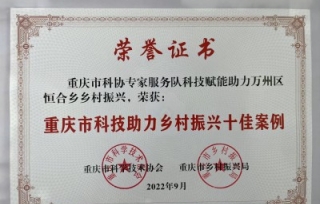 荣誉证书
重庆市科协专家服务队科技赋能助力万州区
恒合乡乡村振兴，荣获：
重庆市科技助力乡村振兴十佳案例
重庆市科学技术协会 重庆市乡村振兴局
2022年9月